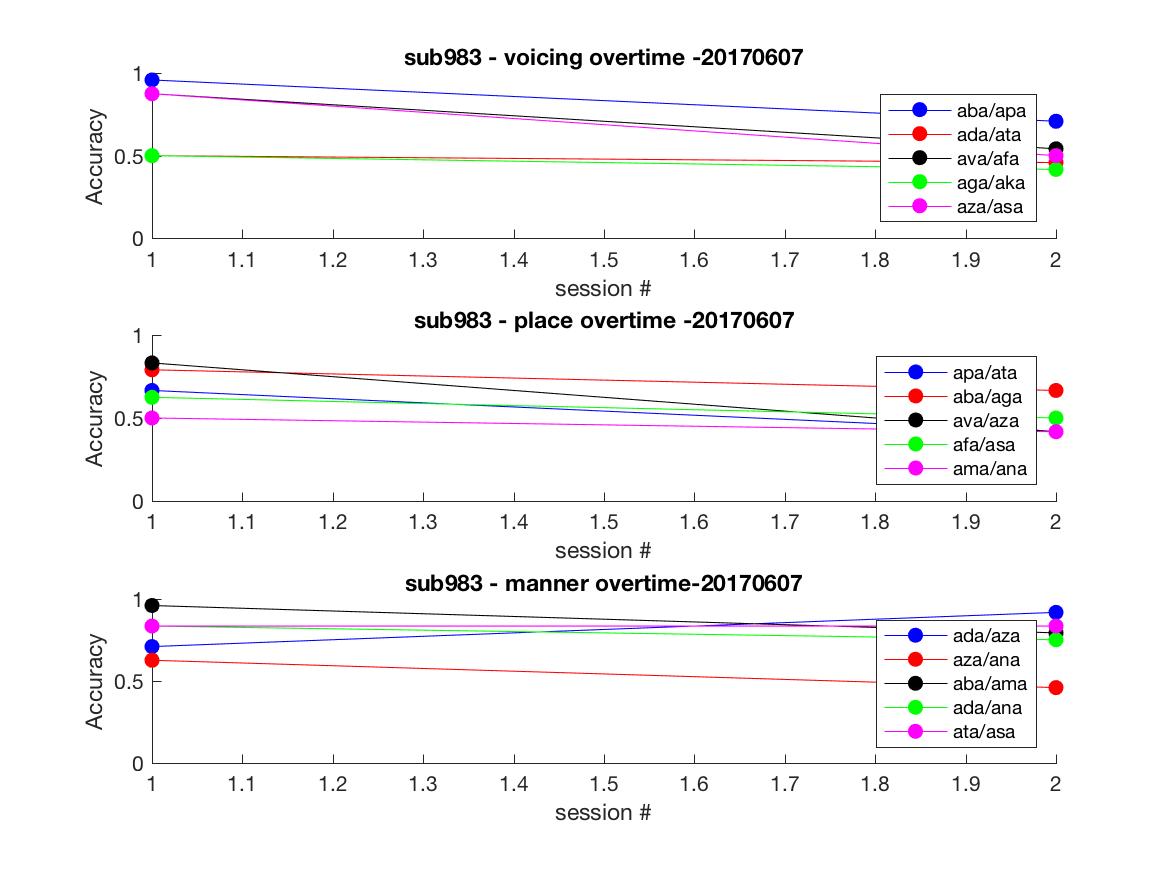 sub983 - voicing overtime -20170607
1
0.5
0
Accuracy
aba/apa
ada/ata
ava/afa
aga/aka
aza/asa
1 1.1 1.2 1.3 1.4 1.5 1.6 1.7 1.8 1.9 2
session #
sub983 - place overtime -20170607
1
0.5
0
Accuracy
apa/ata
aba/aga
ava/aza
afa/asa
ama/ana
1 1.1 1.2 1.3 1.4 1.5 1.6 1.7 1.8 1.9 2
session #
sub983 - manner overtime-20170607
1
0.5
0
Accuracy
ada/aza
aza/ana
aba/ama
ada/ana
ata/asa
1 1.1 1.2 1.3 1.4 1.5 1.6 1.7 1.8 1.9 2
session #